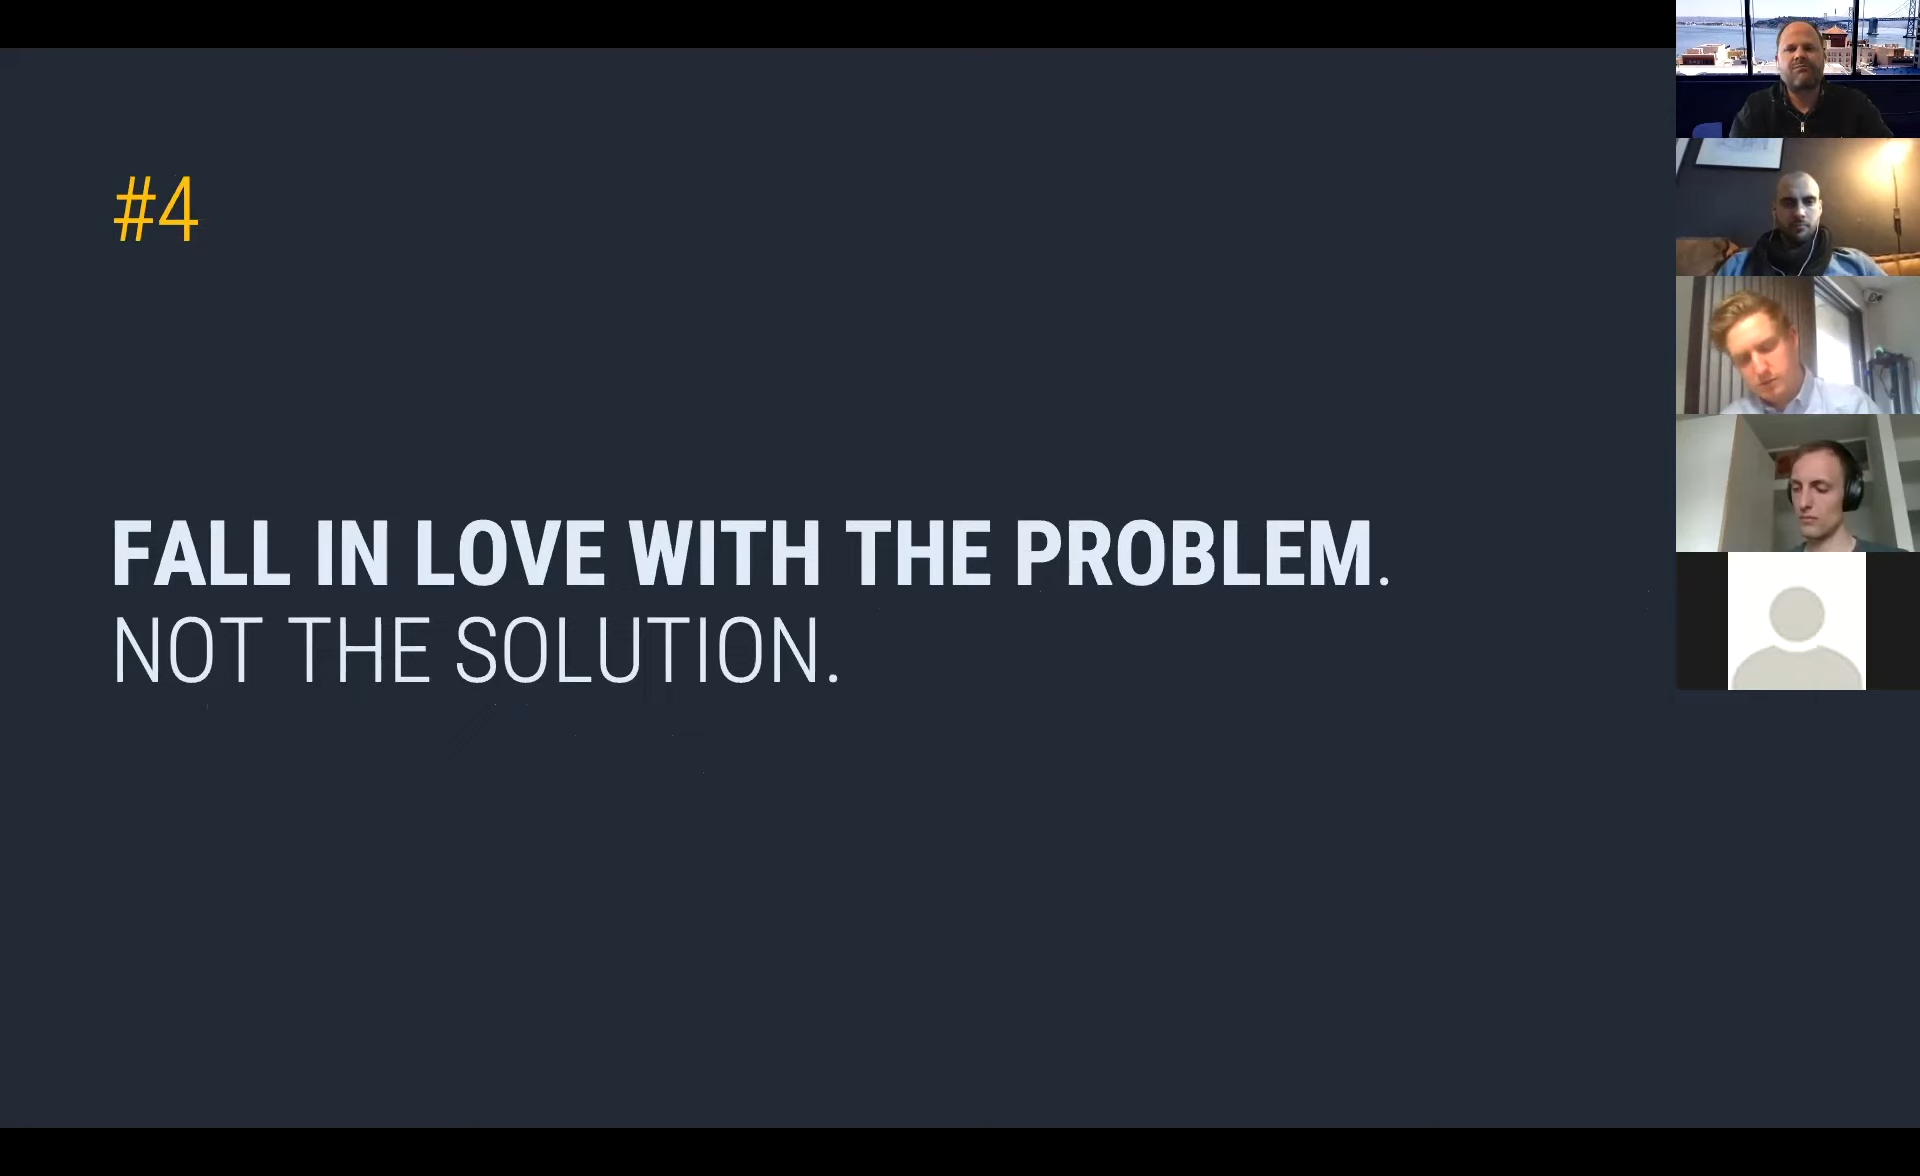 #4
FALL IN LOVE WITH THE PROBLEM.
NOT THE SOLUTION.